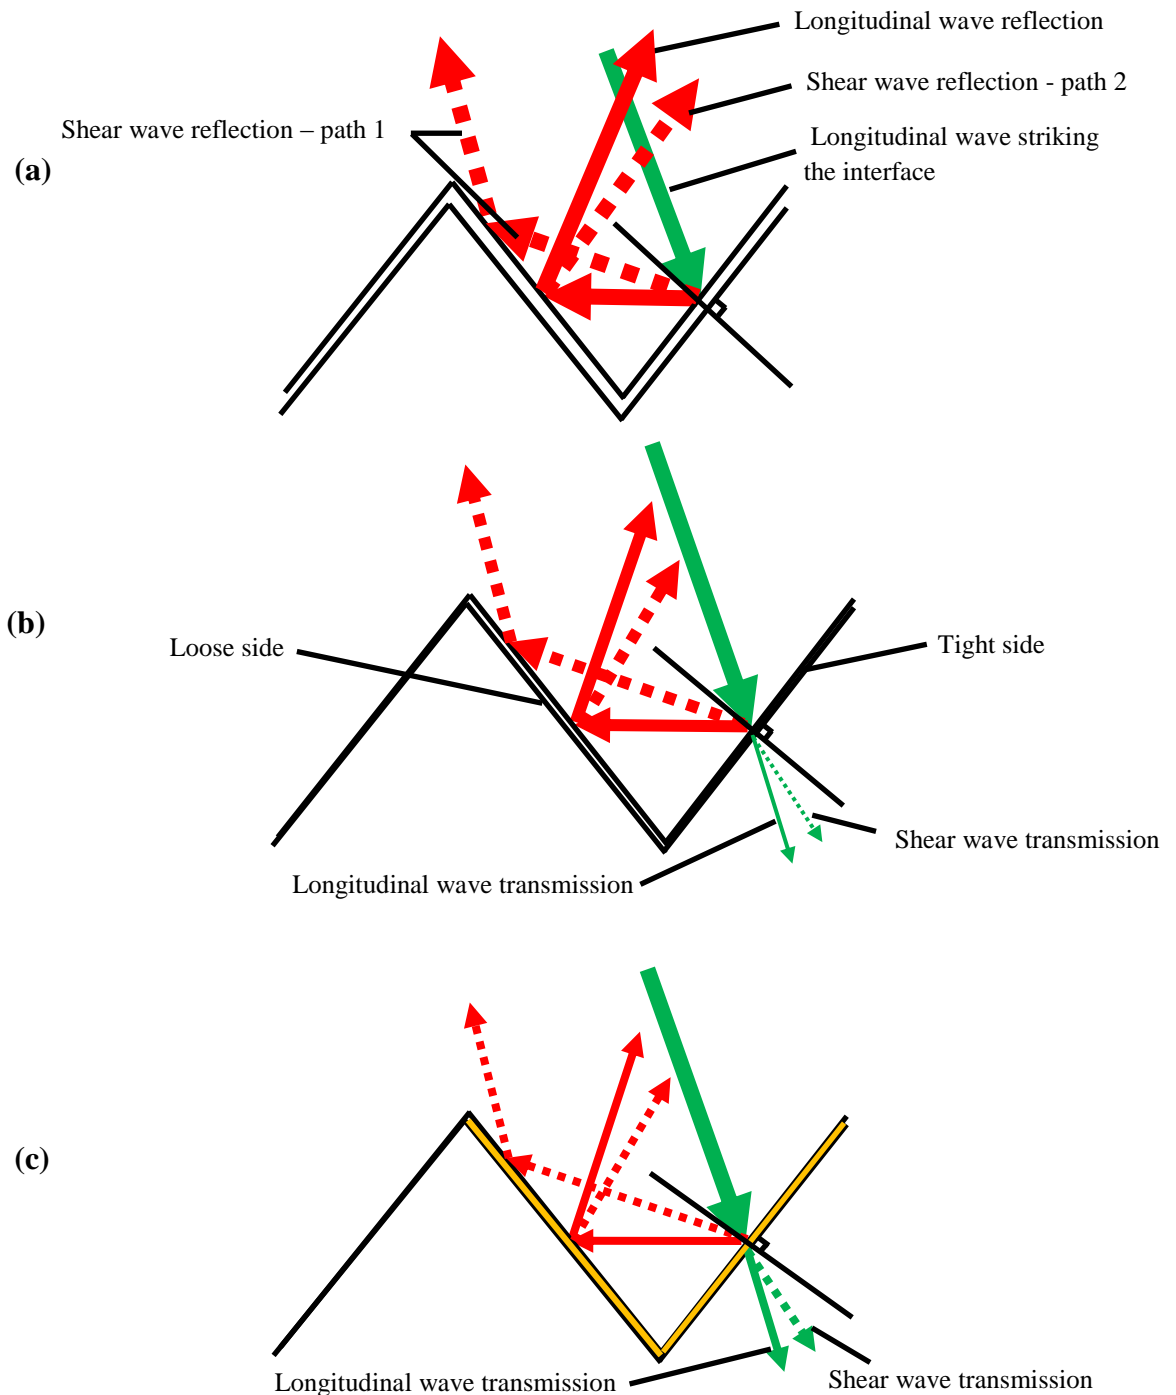 Longitudinal wave reflection
Shear wave reflection - path 2
Shear wave reflection – path 1
Longitudinal wave striking
the interface
(a)
(b)
Loose side
Tight side
Shear wave transmission
Longitudinal wave transmission
(c)
Longitudinal wave transmission
Shear wave transmission